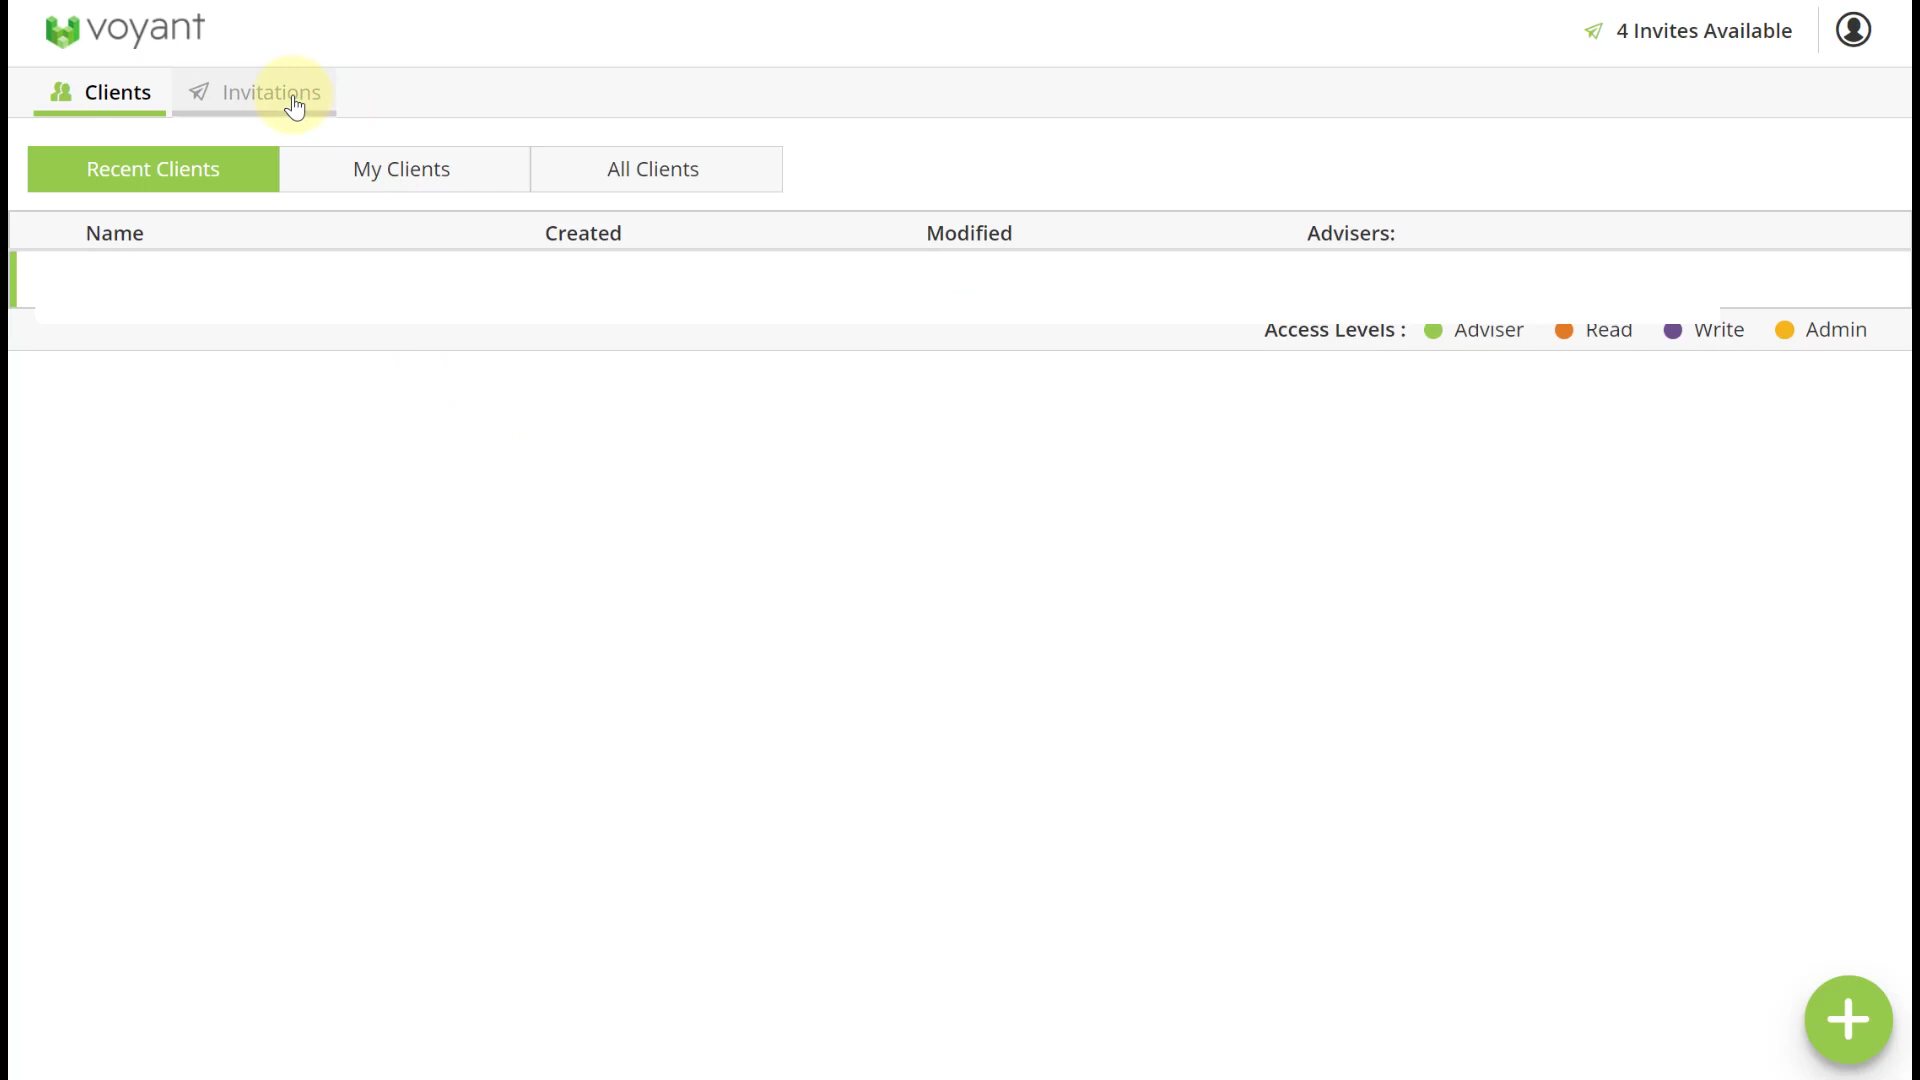 voyant
4 Invites Available
Clients
Invitations
Recent Clients
My Clients
All Clients
Name
Created
Modified
Advisers:
Access Levels :
Adviser
Read
Write
Admin